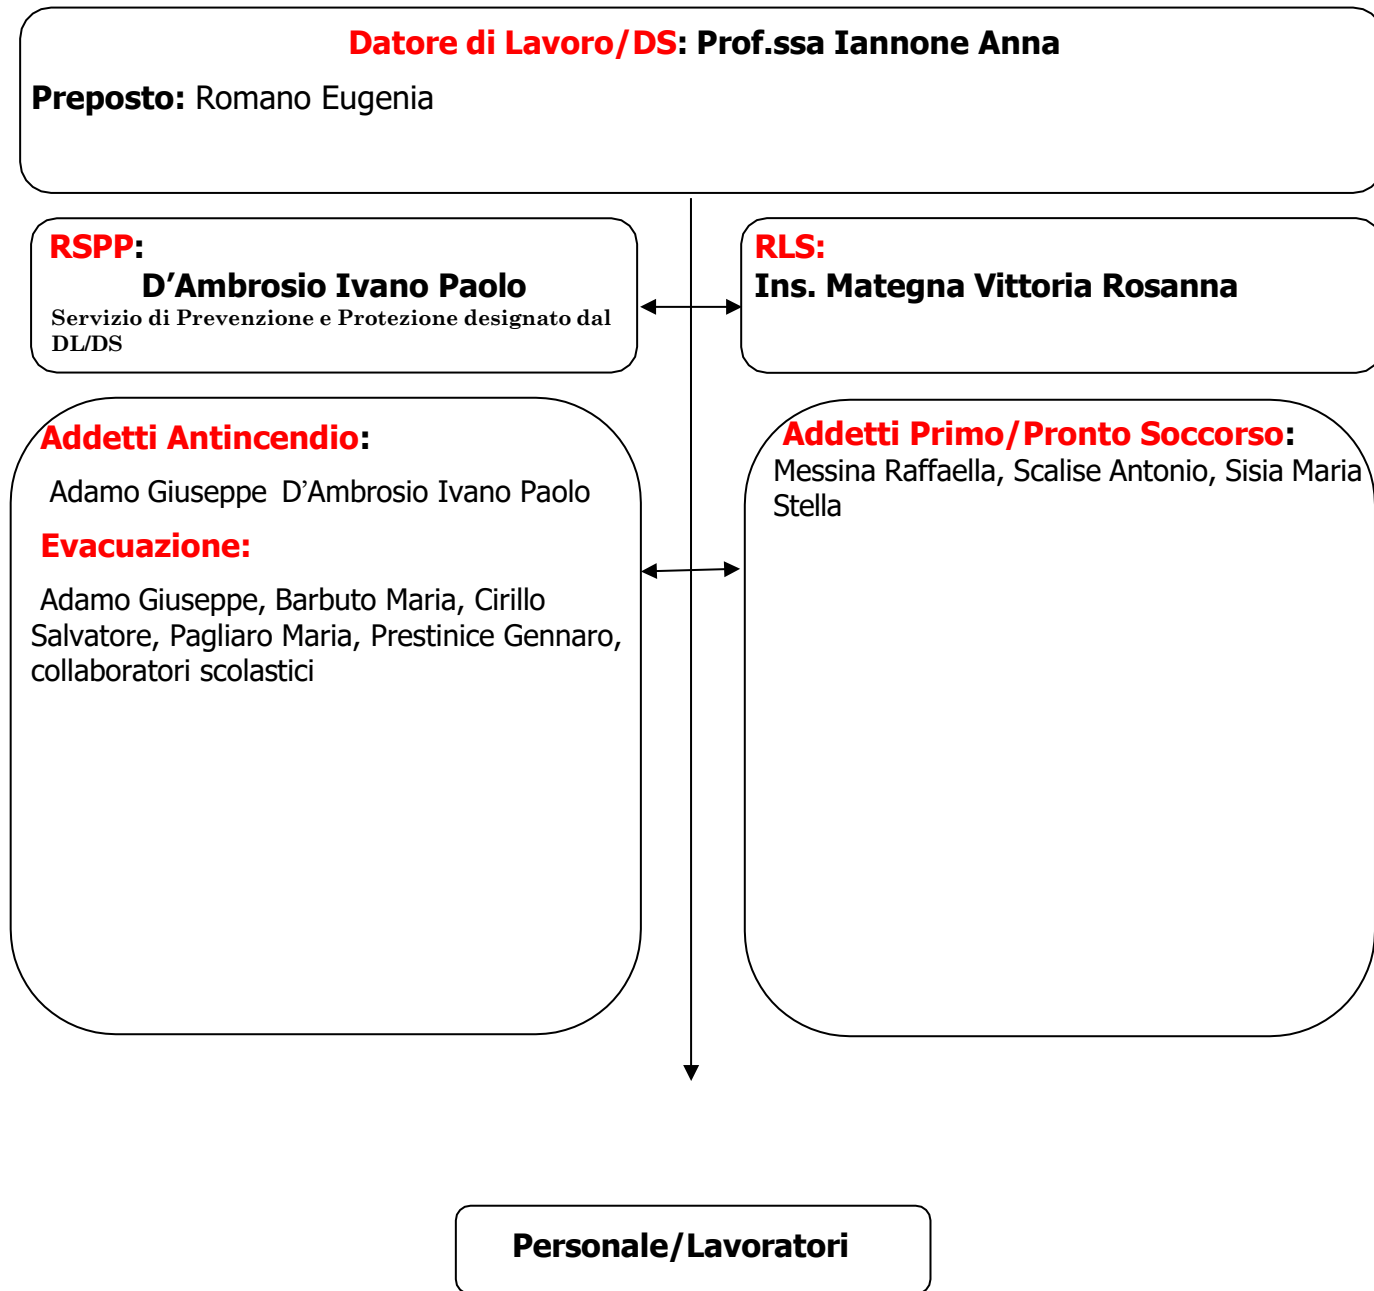 Datore di Lavoro/DS: Prof.ssa Iannone Anna
Preposto: Romano Eugenia
RSPP:
D’Ambrosio Ivano Paolo
Servizio di Prevenzione e Protezione designato dal
DL/DS
RLS:
Ins. Mategna Vittoria Rosanna
Addetti Antincendio:
Adamo Giuseppe D’Ambrosio Ivano Paolo
Evacuazione:
Adamo Giuseppe, Barbuto Maria, Cirillo
Salvatore, Pagliaro Maria, Prestinice Gennaro,
collaboratori scolastici
Addetti Primo/Pronto Soccorso:
Messina Raffaella, Scalise Antonio, Sisia Maria
Stella
Personale/Lavoratori